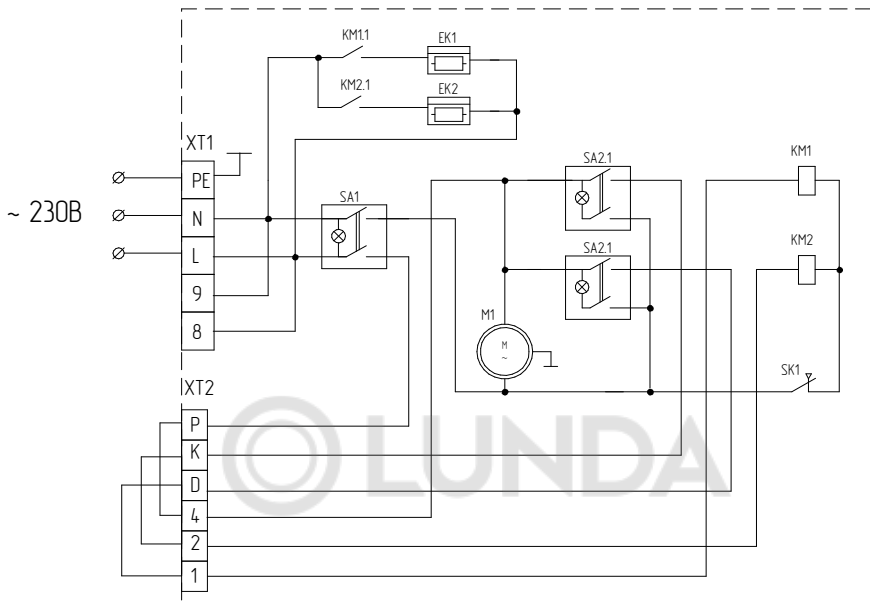 KM1.1
EK1
KM2.1
EK2
XT1
PE
N
L
9
8
~ 230В
SA1
SA2.1
SA2.1
M1
M
~
KM1
KM2
SK1
XT2
P
K
D
4
2
1
LUNDA